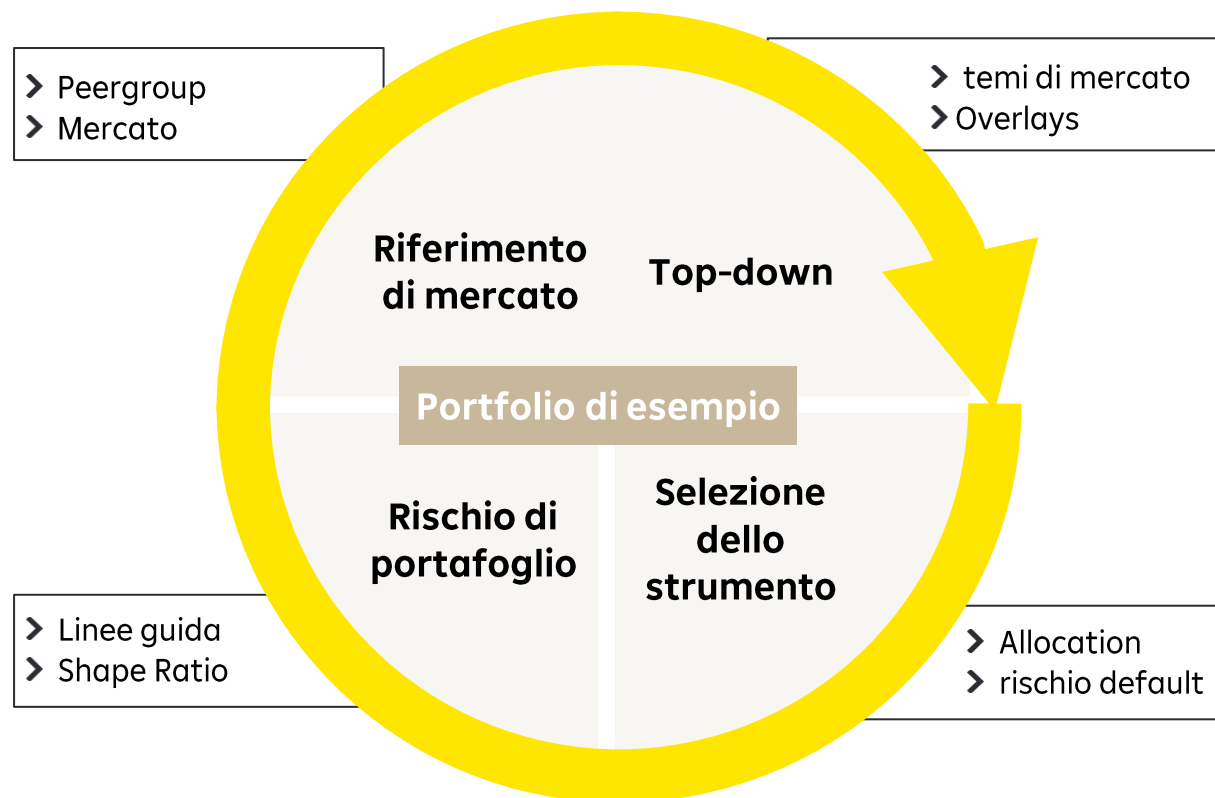 Peergroup
Mercato
temi di mercato
Overlays
Riferimento
di mercato
Top-down
Portfolio di esempio
Rischio di
portafoglio
Selezione
dello
strumento
Linee guida
Shape Ratio
Allocation
rischio default